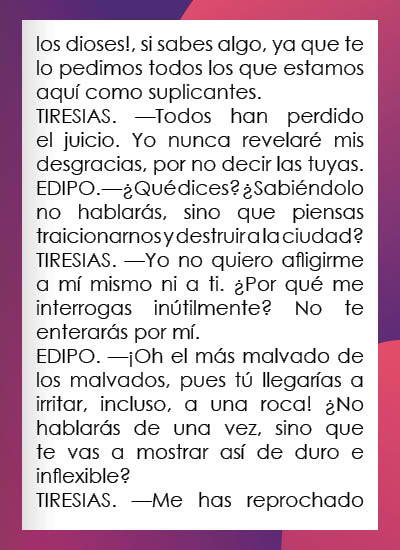 los dioses!, si sabes algo, ya que te
lo pedimos todos los que estamos
aquí como suplicantes.
TIRESIAS. —Todos han perdido
el juicio. Yo nunca revelaré mis
desgracias, por no decir las tuyas.
EDIPO.—¿Qué dices? ¿Sabiéndolo
no hablarás, sino que piensas
traicionarnos y destruir a la ciudad?
TIRESIAS. —Yo no quiero afligirme
a mí mismo ni a ti. ¿Por qué me
interrogas inútilmente? No te
enterarás por mí.
EDIPO. —¡Oh el más malvado de
los malvados, pues tú llegarías a
irritar, incluso, a una roca! ¿No
hablarás de una vez, sino que
te vas a mostrar así de duro e
inflexible?
TIRESIAS. —Me has reprochado